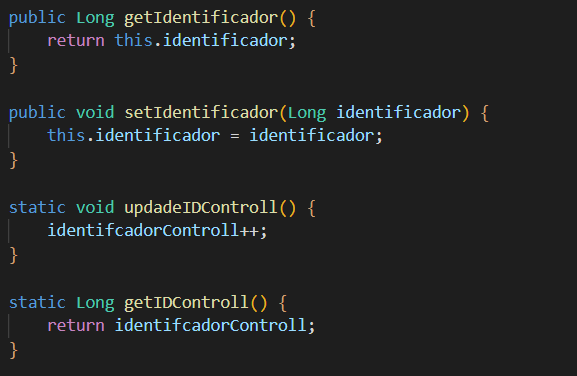 public Long getIdentificador() {
return this.identificador;
}
public void setIdentificador(Long identificador) {
this.identificador = identificador;
}
static void updadeIDControll() {
identifcadorControll++;
}
static Long getIDControll() {
return identifcadorControll;
}